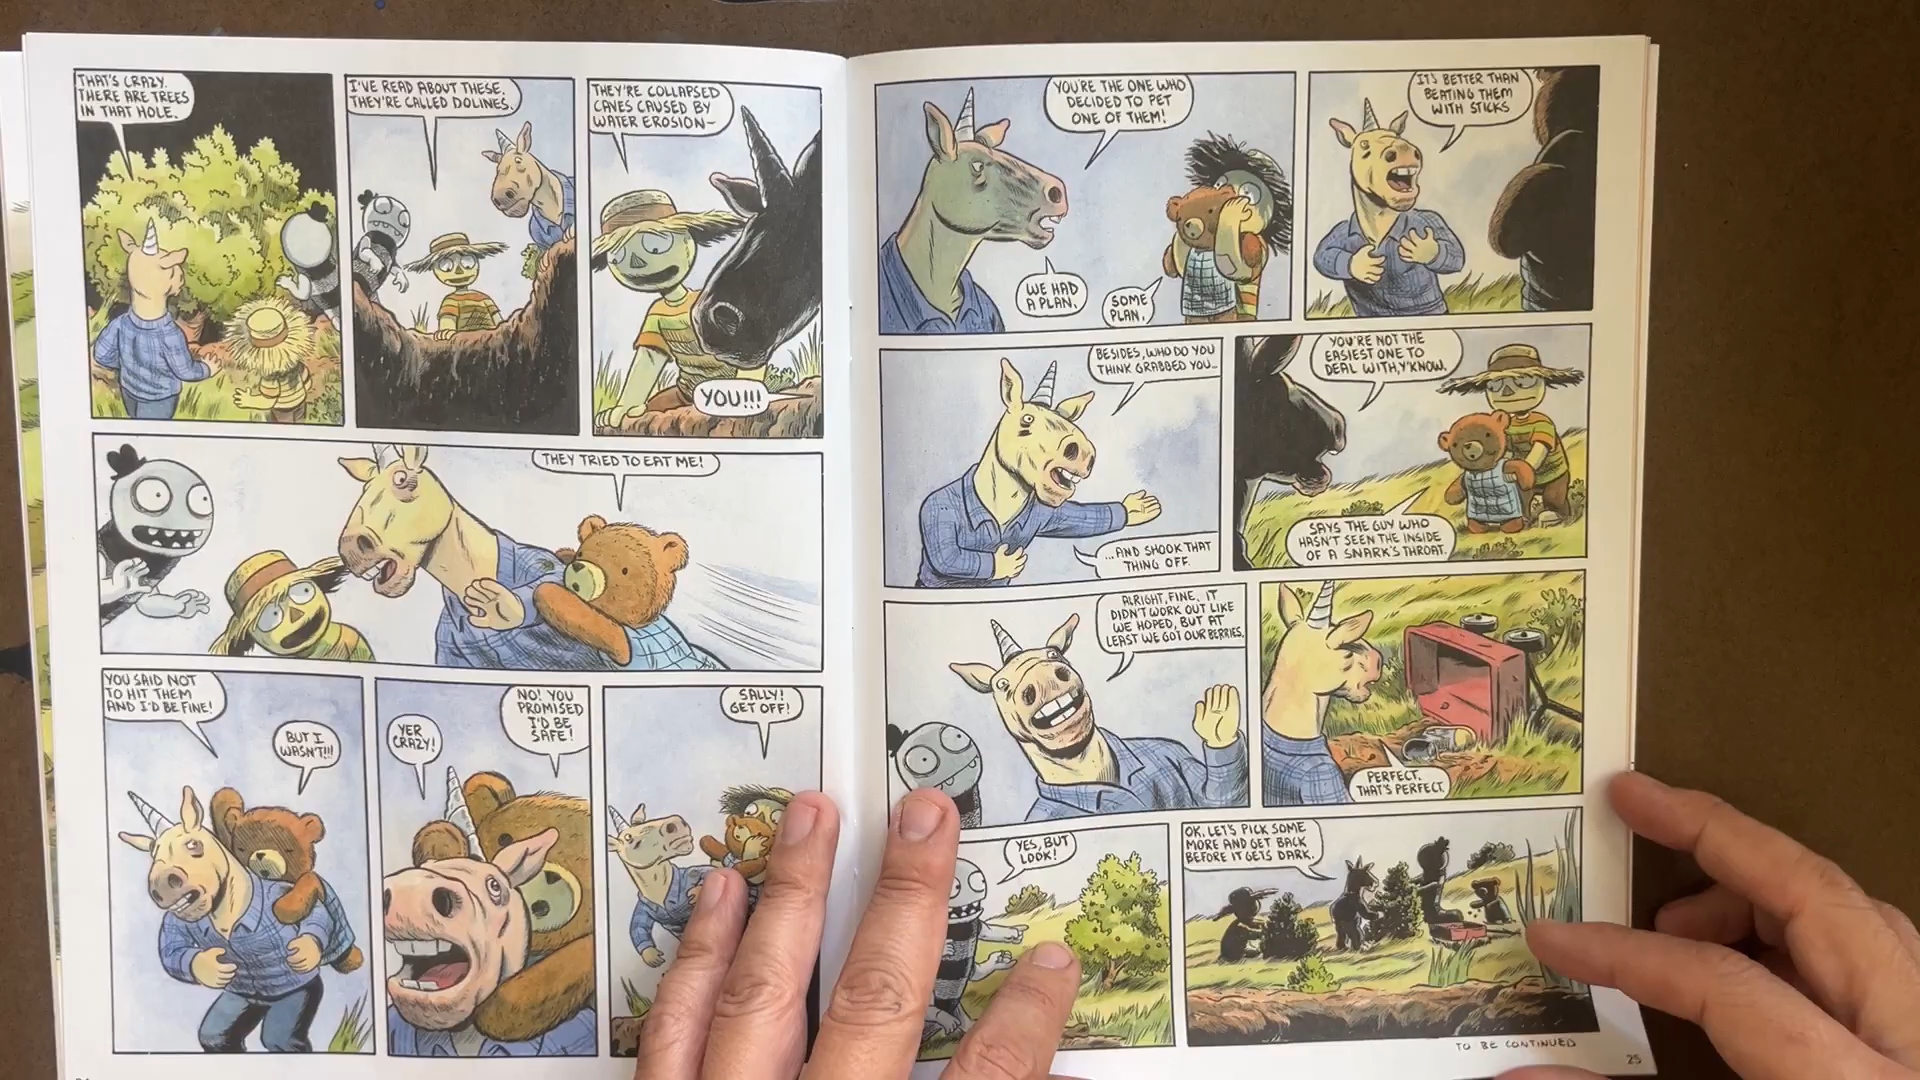 THAT'S CRAZY.
THERE ARE TREES
IN THAT HOLE.
I'VE READ ABOUT THESE.
THEY'RE CALLED DOLINES.
THEY'RE COLLAPSED
CAVES CAUSED BY
WATER EROSION–
YOU!!!
THEY TRIED TO EAT ME!
YOU SAID NOT
TO HIT THEM
AND I'D BE FINE!
BUT I
WASN'T!!!
YER
CRAZY!
NO! YOU
PROMISED
I'D BE
SAFE!
SALLY!
GET OFF!
YOU'RE THE ONE WHO
DECIDED TO PET
ONE OF THEM!
WE HAD
A PLAN.
SOME
PLAN.
IT'S BETTER THAN
BEATING THEM
WITH STICKS
BESIDES, WHO DO YOU
THINK GRABBED YOU...
...AND SHOOK THAT
THING OFF.
YOU'RE NOT THE
EASIEST ONE TO
DEAL WITH, Y'KNOW.
SAYS THE GUY WHO
HASN'T SEEN THE INSIDE
OF A SNARK'S THROAT.
ALRIGHT, FINE. IT
DIDN'T WORK OUT LIKE
WE HOPED, BUT AT
LEAST WE GOT OUR BERRIES.
PERFECT.
THAT'S PERFECT.
YES, BUT
LOOK!
OK, LET'S PICK SOME
MORE AND GET BACK
BEFORE IT GETS DARK.
TO BE CONTINUED
25